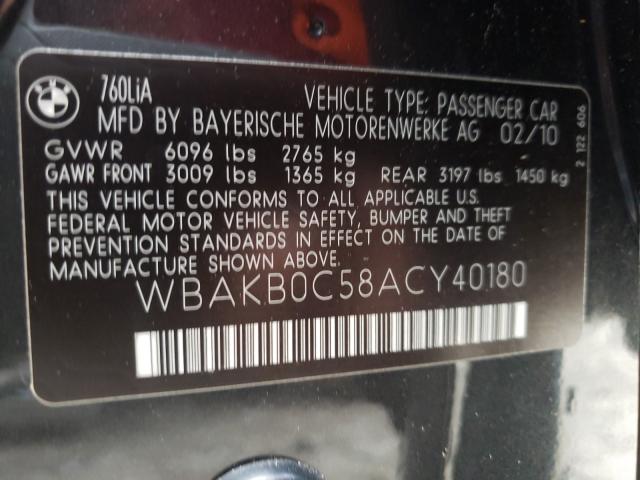 760LiA
VEHICLE TYPE: PASSENGER CAR
MFD BY BAYERISCHE MOTORENWERKE AG 02/10
GVWR 6096 lbs 2765 kg
GAWR FRONT 3009 lbs 1365 kg REAR 3197 lbs 1450 kg
THIS VEHICLE CONFORMS TO ALL APPLICABLE U.S.
FEDERAL MOTOR VEHICLE SAFETY, BUMPER AND THEFT
PREVENTION STANDARDS IN EFFECT ON THE DATE OF
MANUFACTURE SHOWN ABOVE:
WBAKB0C58ACY40180
2 122 606
BMW